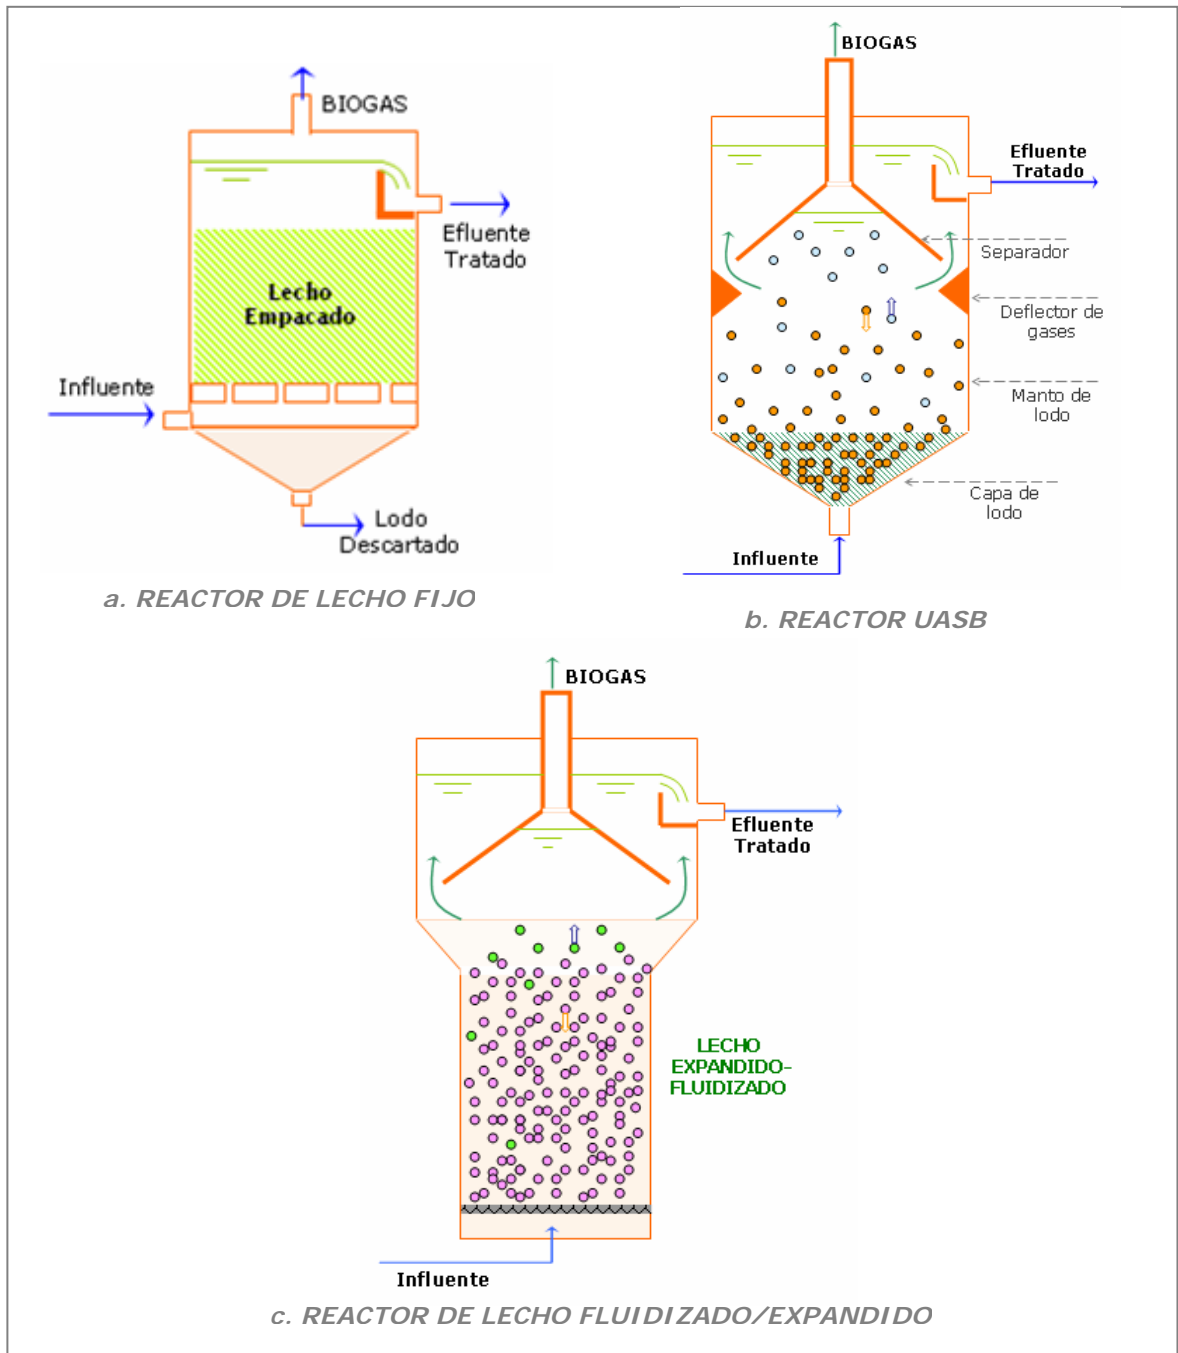 BIOGAS
Efluente
Tratado
Lecho
Empacado
Influente
Lodo
Descartado
a. REACTOR DE LECHO FIJO
BIOGAS
Efluente
Tratado
Separador
Deflector de
gases
Manto de
lodo
Capa de
lodo
Influente
b. REACTOR UASB
BIOGAS
Efluente
Tratado
LECHO
EXPANDIDO-
FLUIDIZADO
Influente
c. REACTOR DE LECHO FLUIDIZADO/EXPANDIDO